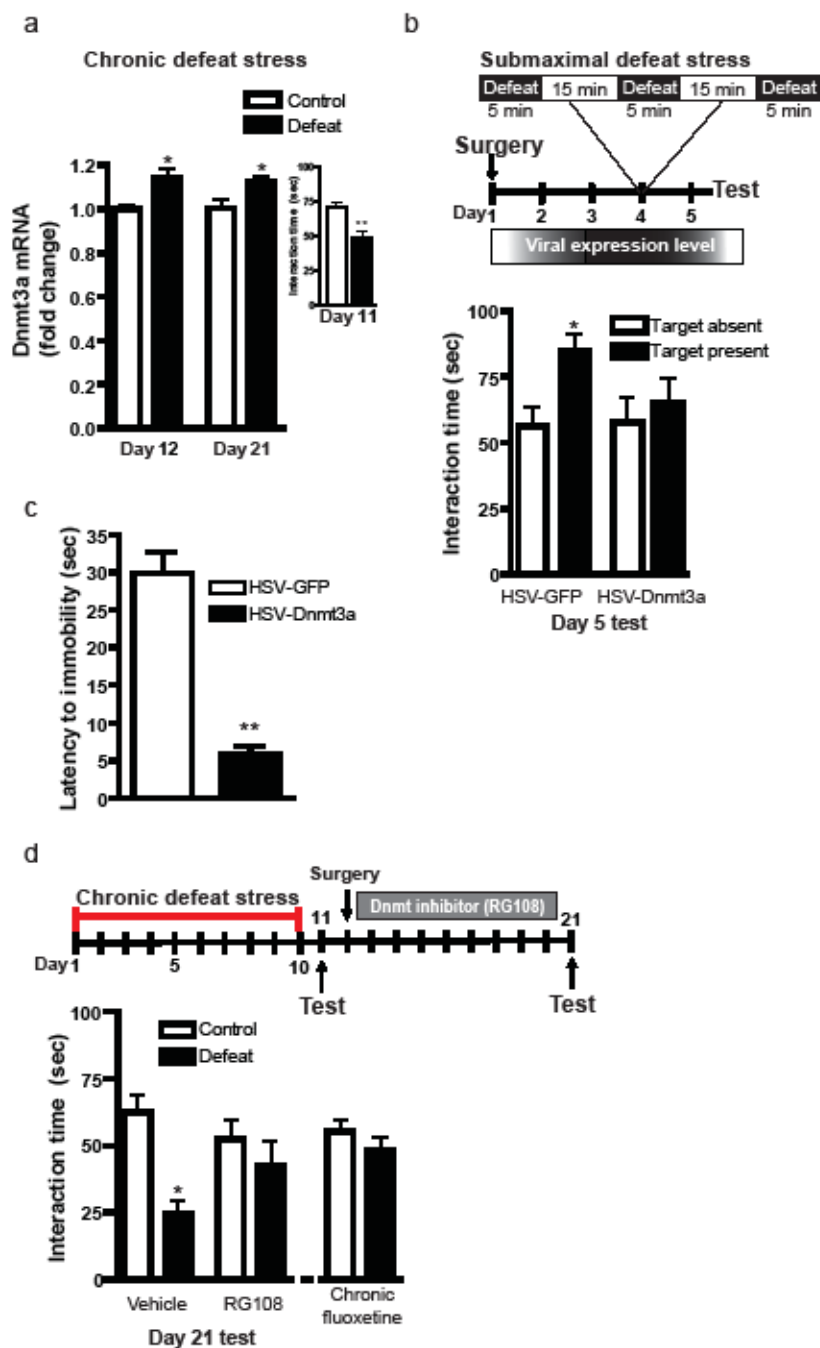 a
Chronic defeat stress
Control
Defeat
Dnmt3a mRNA
(fold change)
1.2
1.0
0.8
0.6
0.4
0.2
0.0
*
*
Day 12
Day 21
Interaction time (sec)
100
75
50
25
0
**
Day 11
b
Submaximal defeat stress
Defeat 15 min Defeat 15 min Defeat
5 min 5 min 5 min
Surgery
Test
Day 1 2 3 4 5
Viral expression level
Interaction time (sec)
100
75
50
25
0
*
Target absent
Target present
HSV-GFP HSV-Dnmt3a
Day 5 test
c
Latency to immobility (sec)
35
30
25
20
15
10
5
0
HSV-GFP
HSV-Dnmt3a
**
d
Surgery
Chronic defeat stress
Dnmt inhibitor (RG108)
11
21
Day 1 5 10
Test
Test
Interaction time (sec)
100
75
50
25
0
Control
Defeat
*
Vehicle RG108 Chronic
fluoxetine
Day 21 test